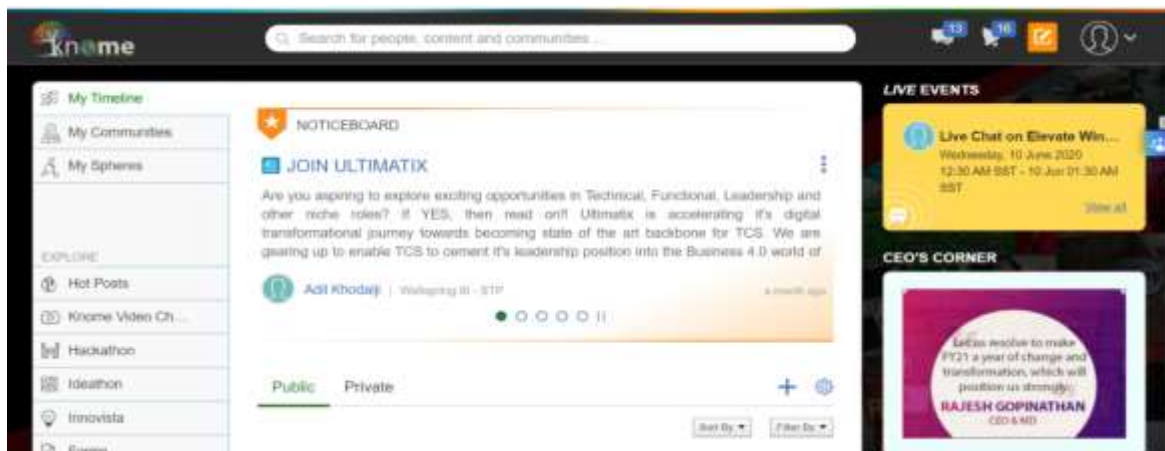 knome
Search for people, content and communities ...
13
16
My Timeline
My Communities
My Spheres
EXPLORE
Hot Posts
Knome Video Ch...
Hackathon
Ideathon
Innovista
NOTICEBOARD
JOIN ULTIMATIX
Are you aspiring to explore exciting opportunities in Technical, Functional, Leadership and
other niche roles? If YES, then read on!! Ultimatix is accelerating it's digital
transformational journey towards becoming state of the art backbone for TCS. We are
gearing up to enable TCS to cement it's leadership position into the Business 4.0 world of
a month ago
Public Private
Sort By
Filter By
LIVE EVENTS
Live Chat on Elevate Win...
Wednesday, 10 June 2020
12:30 AM BST - 10 Jun 01:30 AM
BST
View all
CEO'S CORNER
Let us resolve to make
FY21 a year of change and
transformation, which will
position us strongly.
RAJESH GOPINATHAN
CEO & MD